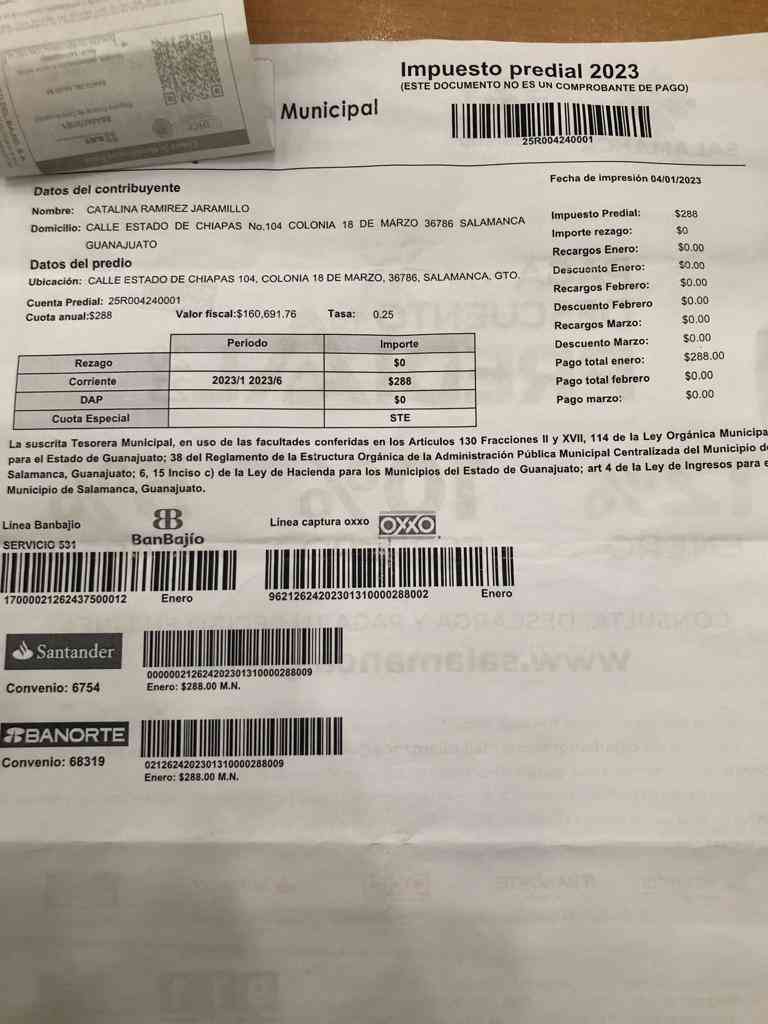 Impuesto predial 2023
(ESTE DOCUMENTO NO ES UN COMPROBANTE DE PAGO)
Municipal
25R004240001
Fecha de impresión 04/01/2023
Datos del contribuyente
Nombre: CATALINA RAMIREZ JARAMILLO
Domicilio: CALLE ESTADO DE CHIAPAS No.104 COLONIA 18 DE MARZO 36786 SALAMANCA
GUANAJUATO
Datos del predio
Ubicación: CALLE ESTADO DE CHIAPAS 104, COLONIA 18 DE MARZO, 36786, SALAMANCA, GTO.
Cuenta Predial: 25R004240001
Cuota anual:$288 Valor fiscal:$160,691.76 Tasa: 0.25
Impuesto Predial: $288
Importe rezago: $0
Recargos Enero: $0.00
Descuento Enero: $0.00
Recargos Febrero: $0.00
Descuento Febrero $0.00
Recargos Marzo: $0.00
Descuento Marzo: $0.00
Pago total enero: $288.00
Pago total febrero $0.00
Pago marzo: $0.00
Periodo Importe
Rezago $0
Corriente 2023/1 2023/6 $288
DAP $0
Cuota Especial STE
La suscrita Tesorera Municipal, en uso de las facultades conferidas en los Artículos 130 Fracciones II y XVII, 114 de la Ley Orgánica Municipa
para el Estado de Guanajuato; 38 del Reglamento de la Estructura Orgánica de la Administración Pública Municipal Centralizada del Municipio de
Salamanca, Guanajuato; 6, 15 Inciso c) de la Ley de Hacienda para los Municipios del Estado de Guanajuato; art 4 de la Ley de Ingresos para e
Municipio de Salamanca, Guanajuato.
Línea Banbajio
SERVICIO 531
BanBajío
Línea captura oxxo OXXO
17000021262437500012 Enero
962126242023013100002880​02 Enero
Santander
Convenio: 6754
00000021262420230131000​0288009
Enero: $288.00 M.N.
BANORTE
Convenio: 68319
021262420230131000​0288009
Enero: $288.00 M.N.